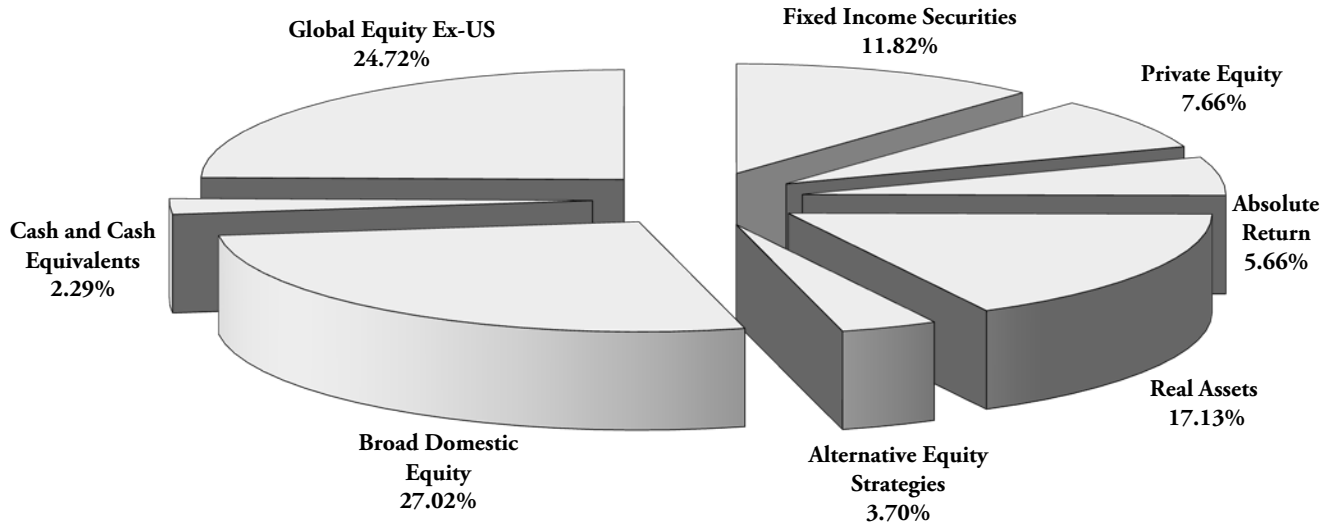 Global Equity Ex-US
24.72%
Fixed Income Securities
11.82%
Private Equity
7.66%
Absolute
Return
5.66%
Real Assets
17.13%
Alternative Equity
Strategies
3.70%
Broad Domestic
Equity
27.02%
Cash and Cash
Equivalents
2.29%